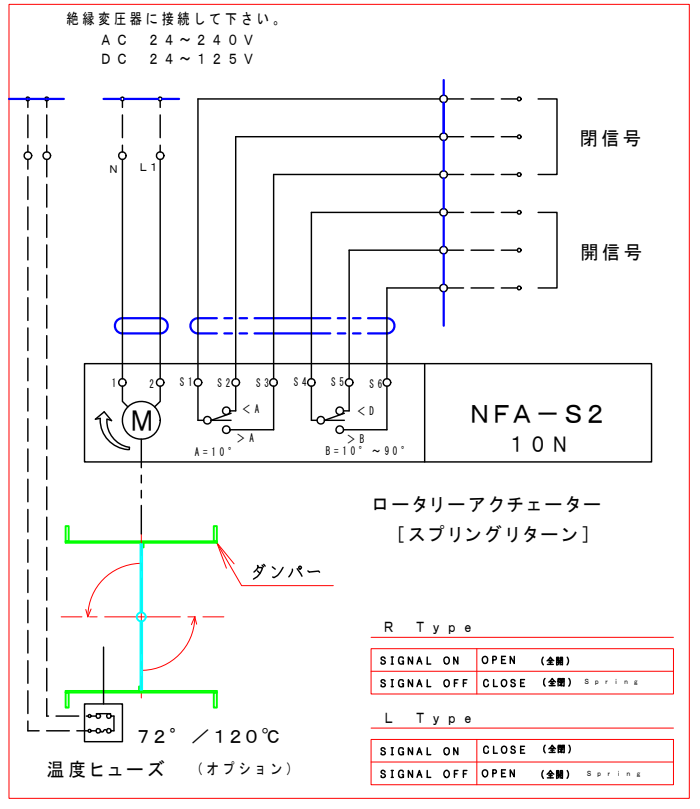 絶縁変圧器に接続して下さい。
AC 24~240V
DC 24~125V
閉信号
N L1
開信号
1 2 S1 S2 S3 S4 S5 S6
M
<A
>A
A=10°
<D
>B
B=10° ~90°
NFA-S2
10N
ロータリーアクチェーター
[スプリングリターン]
ダンパー
R Type
SIGNAL ON OPEN (全開)
SIGNAL OFF CLOSE (全閉) Spring
L Type
SIGNAL ON CLOSE (全閉)
SIGNAL OFF OPEN (全開) Spring
72° /120℃
温度ヒューズ (オプション)